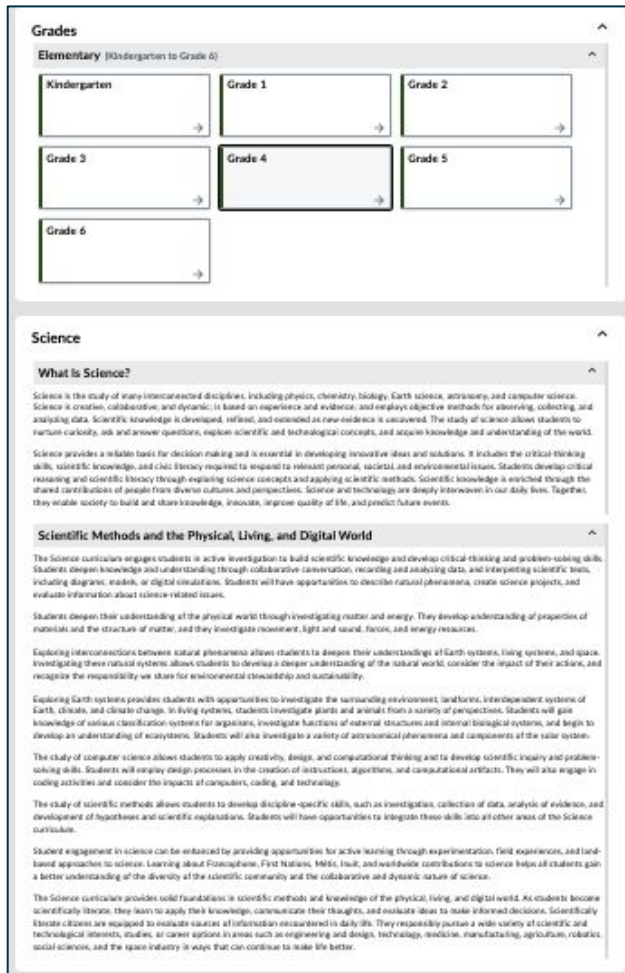 Grades
Elementary (Kindergarten to Grade 6)
Kindergarten
Grade 1
Grade 2
Grade 3
Grade 4
Grade 5
Grade 6
Science
What Is Science?
Science is the study of many interconnected disciplines, including physics, chemistry, biology, Earth science, astronomy, and computer science.
Science is creative, collaborative, and dynamic; is based on experience and evidence; and employs objective methods for observing, collecting, and
analyzing data. Scientific knowledge is developed, refined, and extended as new evidence is uncovered. The study of science allows students to
nurture curiosity, ask and answer questions, explore scientific and technological concepts, and acquire knowledge and understanding of the world.
Science provides a reliable basis for decision making and is essential in developing innovative ideas and solutions. It includes the critical-thinking
skills, scientific knowledge, and civic literacy required to respond to relevant personal, societal, and environmental issues. Students develop critical
reasoning and scientific literacy through exploring science concepts and applying scientific methods. Scientific knowledge is enriched through the
shared contributions of people from diverse cultures and perspectives. Science and technology are deeply interwoven in our daily lives. Together,
they enable society to build and share knowledge, innovate, improve quality of life, and predict future events.
Scientific Methods and the Physical, Living, and Digital World
The Science curriculum engages students in active investigation to build scientific knowledge and develop critical-thinking and problem-solving skills.
Students deepen knowledge and understanding through collaborative conversation, recording and analyzing data, and interpreting scientific texts,
including diagrams, models, or digital simulations. Students will have opportunities to describe natural phenomena, create science projects, and
evaluate information about science-related issues.
Students deepen their understanding of the physical world through investigating matter and energy. They develop understanding of properties of
materials and the structure of matter, and they investigate movement, light and sound, forces, and energy resources.
Exploring interconnections between natural phenomena allows students to deepen their understandings of Earth systems, living systems, and space.
Investigating these natural systems allows students to develop a deeper understanding of the natural world, consider the impact of their actions, and
recognize the responsibility we share for environmental stewardship and sustainability.
Exploring Earth systems provides students with opportunities to investigate the surrounding environment, landforms, interdependent systems of
Earth, climate, and climate change. In living systems, students investigate plants and animals from a variety of perspectives. Students will gain
knowledge of various classification systems for organisms, investigate functions of external structures and internal biological systems, and begin to
develop an understanding of ecosystems. Students will also investigate a variety of astronomical phenomena and components of the solar system.
The study of computer science allows students to apply creativity, design, and computational thinking and to develop scientific inquiry and problem-
solving skills. Students will employ design processes in the creation of instructions, algorithms, and computational artifacts. They will also engage in
coding activities and consider the impacts of computers, coding, and technology.
The study of scientific methods allows students to develop discipline-specific skills, such as investigation, collection of data, analysis of evidence, and
development of hypotheses and scientific explanations. Students will have opportunities to integrate these skills into all other areas of the Science
curriculum.
Student engagement in science can be enhanced by providing opportunities for active learning through experimentation, field experiences, and land-
based approaches to science. Learning about Francophone, First Nations, Métis, Inuit, and worldwide contributions to science helps all students gain
a better understanding of the diversity of the scientific community and the collaborative and dynamic nature of science.
The Science curriculum provides solid foundations in scientific methods and knowledge of the physical, living, and digital world. As students become
scientifically literate, they learn to apply their knowledge, communicate their thoughts, and evaluate ideas to make informed decisions. Scientifically
literate citizens are equipped to evaluate sources of information encountered in daily life. They responsibly pursue a wide variety of scientific and
technological interests, studies, or career options in areas such as engineering and design, technology, medicine, manufacturing, agriculture, robotics,
social sciences, and the space industry in ways that can continue to make life better.